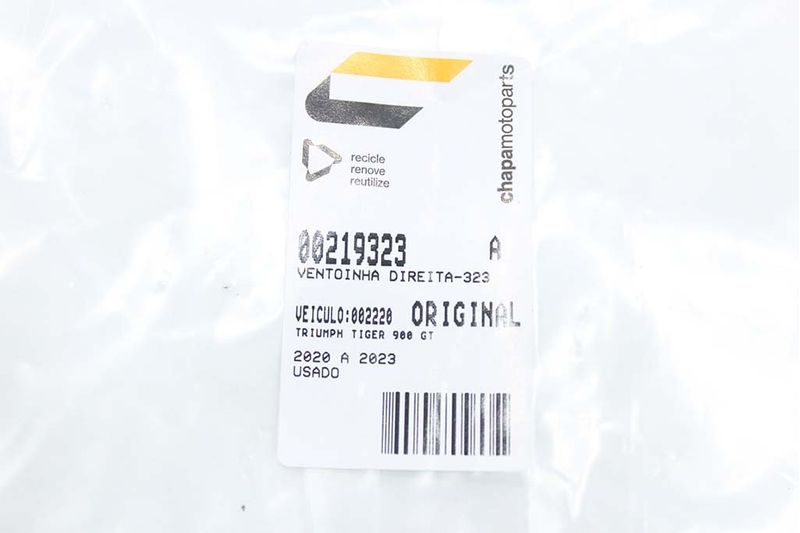 chapamotoparts
recicle
renove
reutilize
00219323 A
VENTOINHA DIREITA-323
VEICULO:002220 ORIGINAL
TRIUMPH TIGER 900 GT
2020 A 2023
USADO